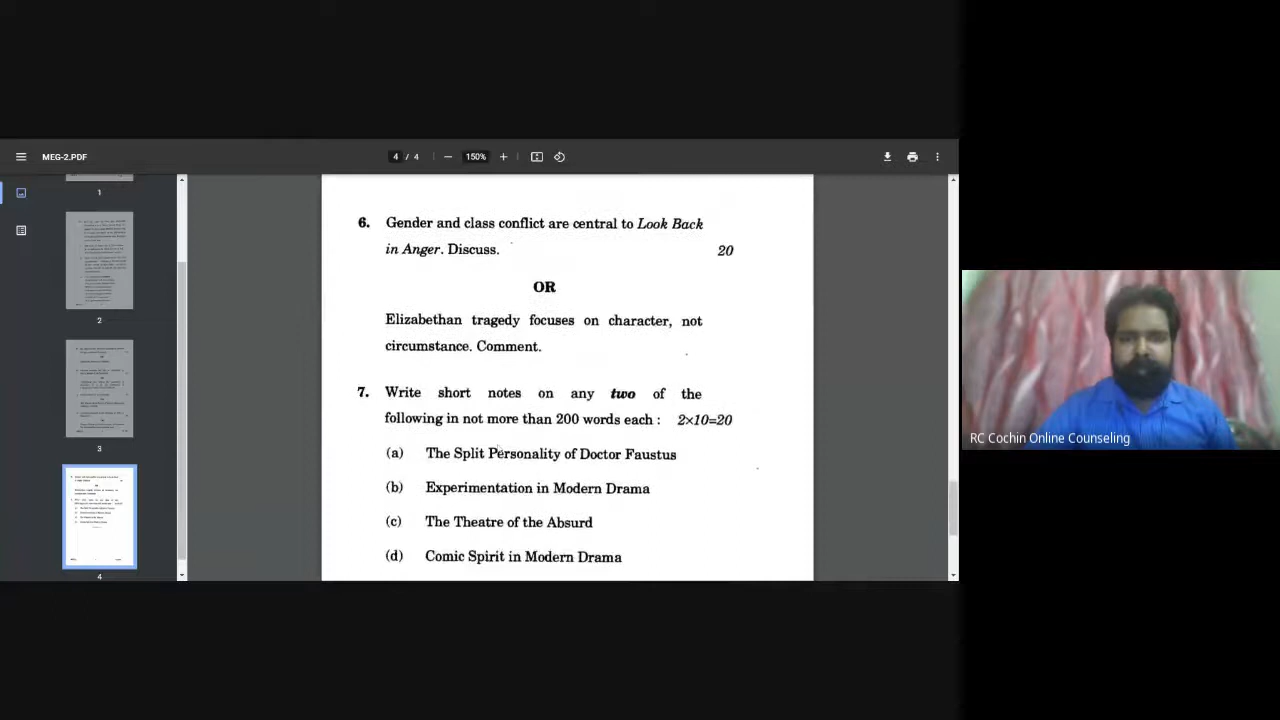 MEG-2.PDF
4 / 4
150%
1
2
3
4
6. Gender and class conflict are central to Look Back
in Anger. Discuss. 20
OR
Elizabethan tragedy focuses on character, not
circumstance. Comment.
7. Write short notes on any two of the
following in not more than 200 words each : 2×10=20
(a) The Split Personality of Doctor Faustus
(b) Experimentation in Modern Drama
(c) The Theatre of the Absurd
(d) Comic Spirit in Modern Drama
RC Cochin Online Counseling